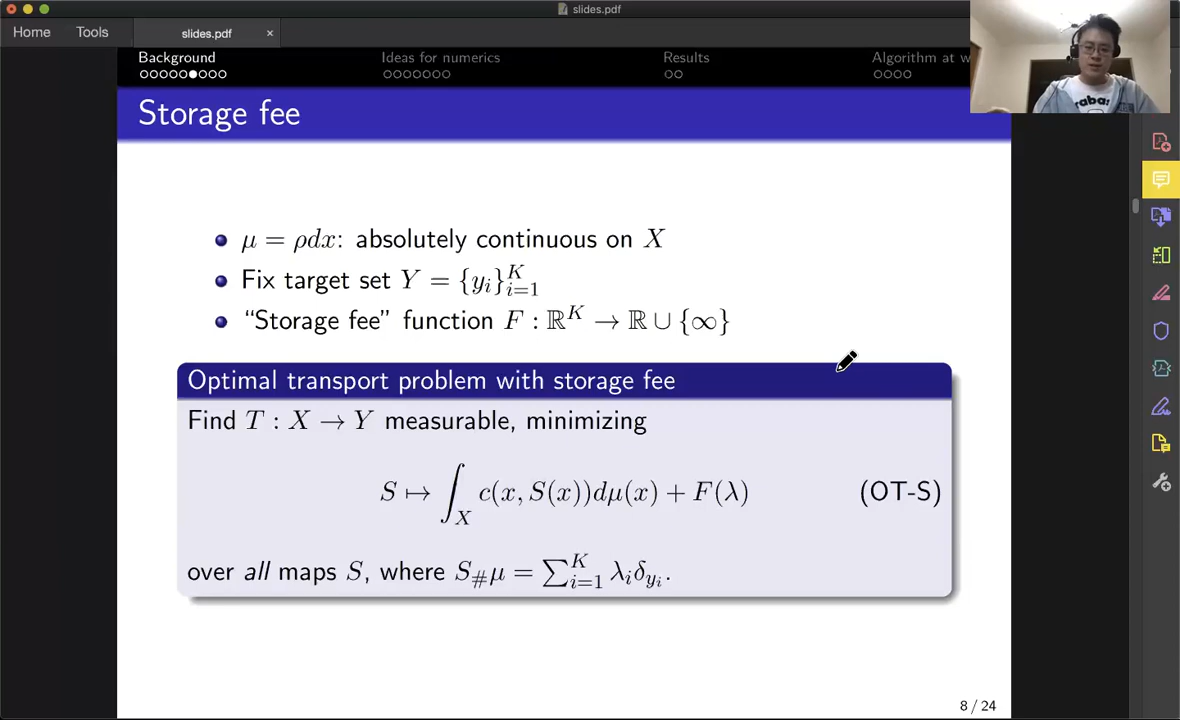 slides.pdf
Home Tools slides.pdf ×
Background Ideas for numerics Results Algorithm at
Storage fee
μ = ρdx: absolutely continuous on X
Fix target set Y = {y_i}_{i=1}^K
“Storage fee” function F : ℝ^K → ℝ ∪ {∞}
Optimal transport problem with storage fee
Find T : X → Y measurable, minimizing
S ↦ ∫_X c(x, S(x))dμ(x) + F(λ) (OT-S)
over all maps S, where S_#μ = ∑_{i=1}^K λ_iδ_{y_i}.
8 / 24